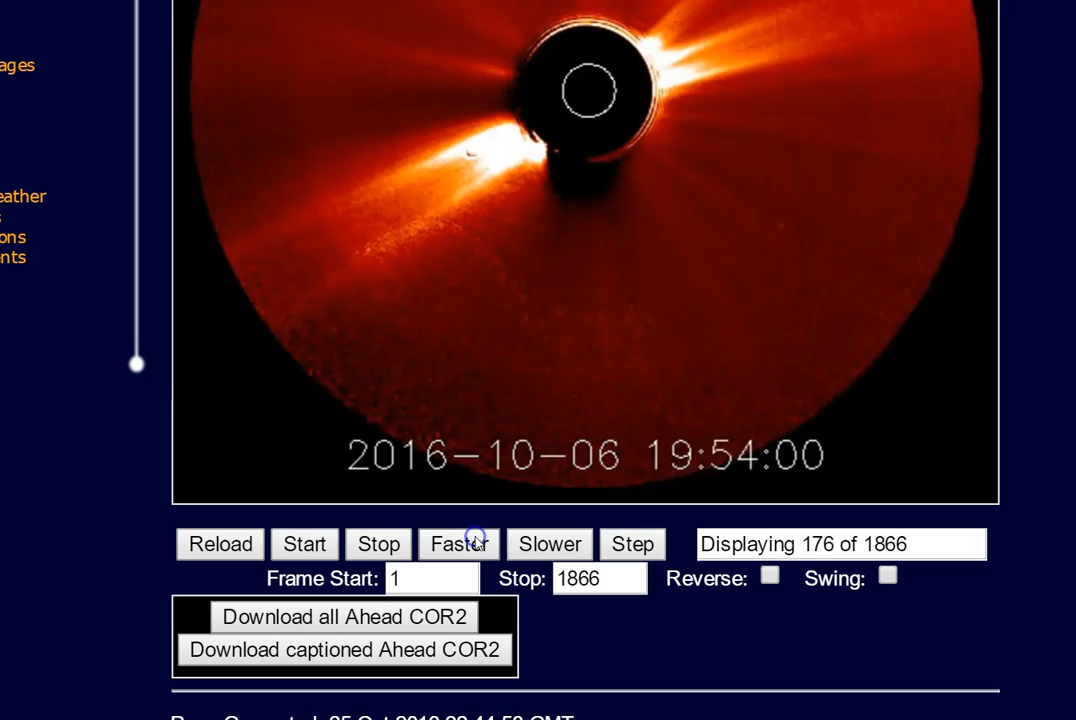 ages
eather
s
ons
ents
2016-10-06 19:54:00
Reload Start Stop Faster Slower Step Displaying 176 of 1866
Frame Start: 1 Stop: 1866 Reverse: Swing:
Download all Ahead COR2
Download captioned Ahead COR2